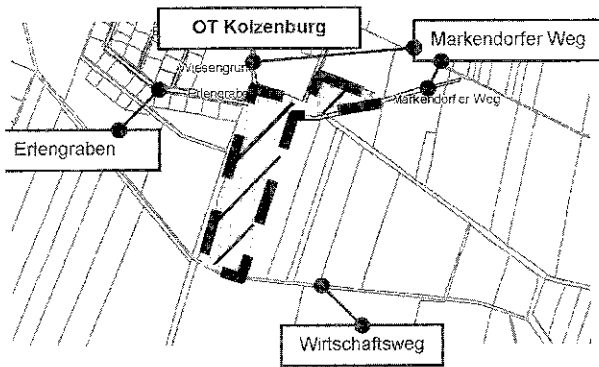 OT Kolzenburg
Markendorfer Weg
Wiesengrund
Erlengraben
Markendorfer Weg
Erlengraben
Wirtschaftsweg